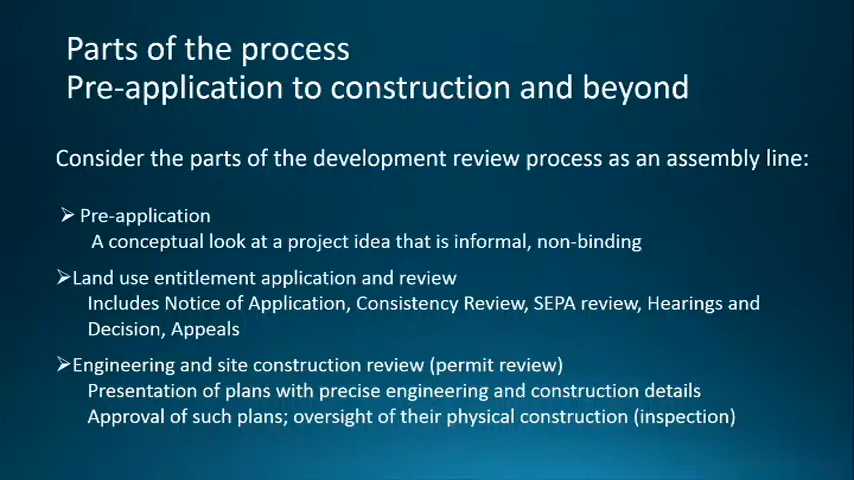 Parts of the process
Pre-application to construction and beyond
Consider the parts of the development review process as an assembly line:
➢ Pre-application
A conceptual look at a project idea that is informal, non-binding
➢Land use entitlement application and review
Includes Notice of Application, Consistency Review, SEPA review, Hearings and
Decision, Appeals
➢Engineering and site construction review (permit review)
Presentation of plans with precise engineering and construction details
Approval of such plans; oversight of their physical construction (inspection)